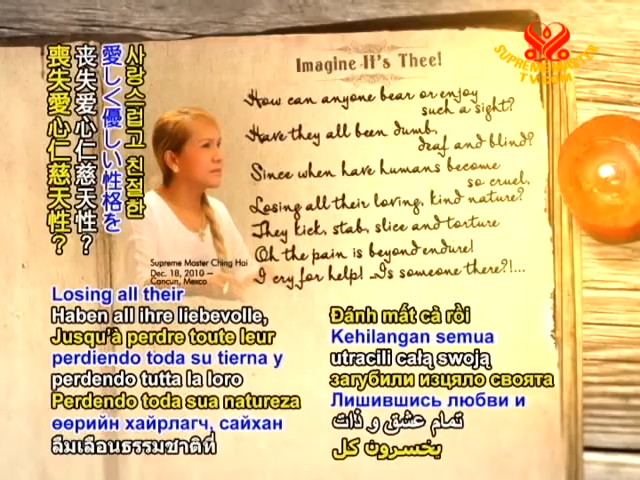 SUPREMEMASTER
TV.COM
Imagine It's Thee!
How can anyone bear or enjoy
such a sight?
Have they all been dumb,
deaf and blind?
Since when have humans become
so cruel,
Losing all their loving, kind nature?
They kick, stab, slice and torture
Oh the pain is beyond endure!
I cry for help! -Is someone there?!...
Supreme Master Ching Hai
Dec. 18, 2010 –
Cancun, Mexico
사랑스럽고 친절한
愛しく優しい性格を
丧失爱心仁慈天性?
喪失愛心仁慈天性?
Losing all their
Haben all ihre liebevolle,
Jusqu'à perdre toute leur
perdiendo toda su tierna y
perdendo tutta la loro
Perdendo toda sua natureza
өөрийн хайрлагч, сайхан
ลืมเลือนธรรมชาติที่
Đánh mất cả rồi
Kehilangan semua
utracili całą swoją
загубили изцяло своята
Лишившись любви и
تمام عشق و ذات
يخسرون كل